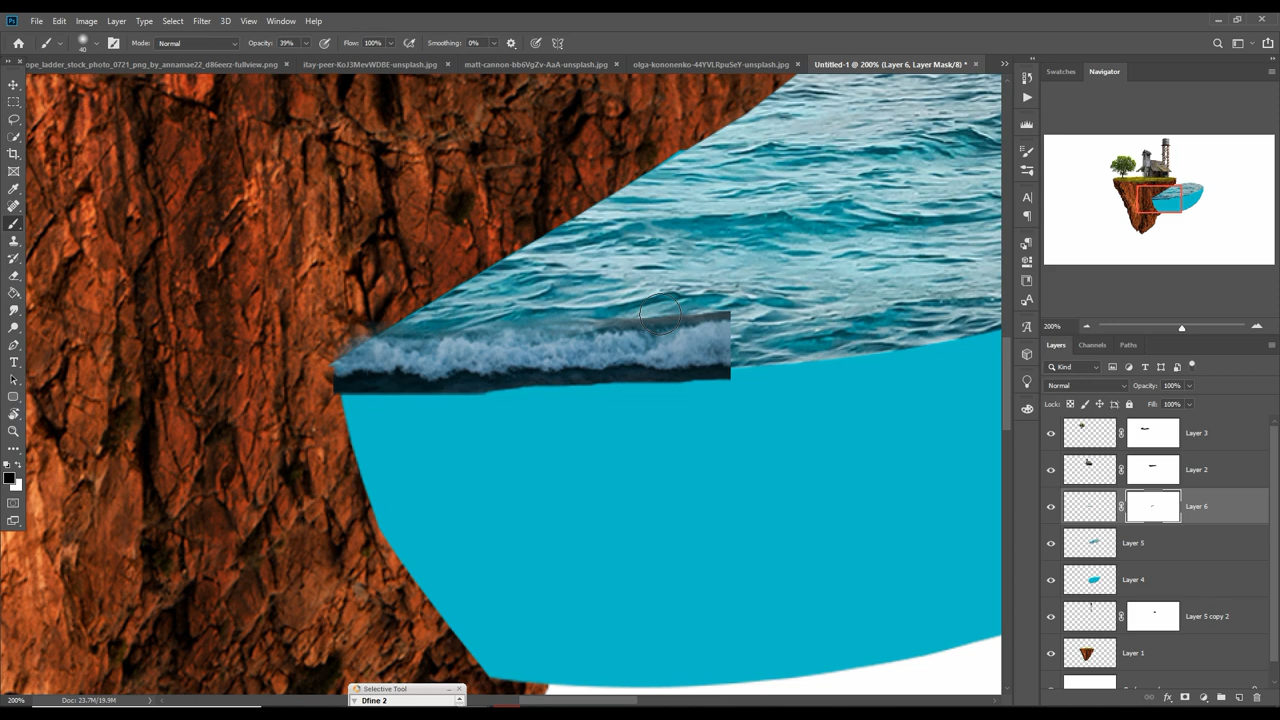 Ps File Edit Image Layer Type Select Filter 3D View Window Help
40 Mode: Normal Opacity: 39% Flow: 100% Smoothing: 0%
ope_ladder_stock_photo_0721_png_by_annamae22_d86eerz-fullview.png × itay-peer-KoJ3MevWDBE-unsplash.jpg × matt-cannon-bb6VgZv-AaA-unsplash.jpg × olga-kononenko-44YVLRpuSeY-unsplash.jpg × Untitled-1 @ 200% (Layer 6, Layer Mask/8) * ×
Swatches Navigator
200%
Layers Channels Paths
Kind
Normal Opacity: 100%
Lock: Fill: 100%
Layer 3
Layer 2
Layer 6
Layer 5
Layer 4
Layer 5 copy 2
Layer 1
Selective Tool
Dfine 2
200% Doc: 23.7M/19.9M